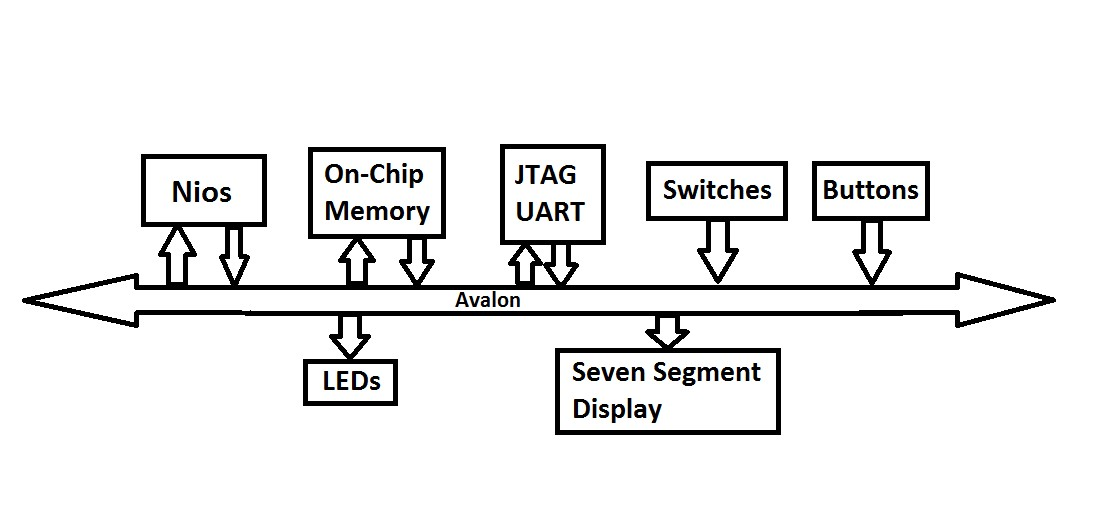 Nios
On-Chip
Memory
JTAG
UART
Switches
Buttons
Avalon
LEDs
Seven Segment
Display